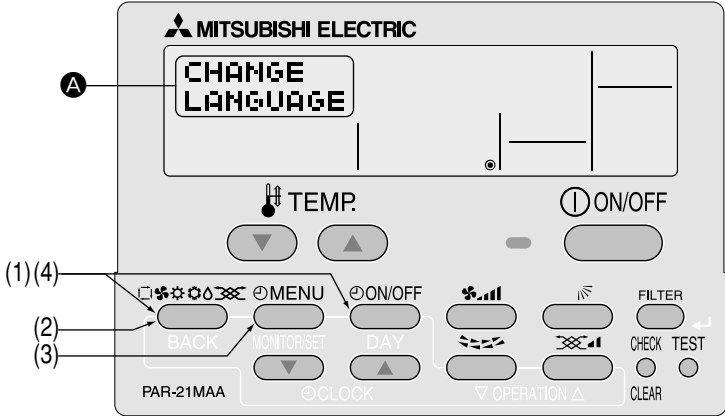 MITSUBISHI ELECTRIC
A
CHANGE
LANGUAGE
TEMP.
ON/OFF
(1)(4)
MENU
ON/OFF
FILTER
(2)
BACK
MONITOR/SET
DAY
CHECK
TEST
(3)
PAR-21MAA
CLOCK
OPERATION
CLEAR